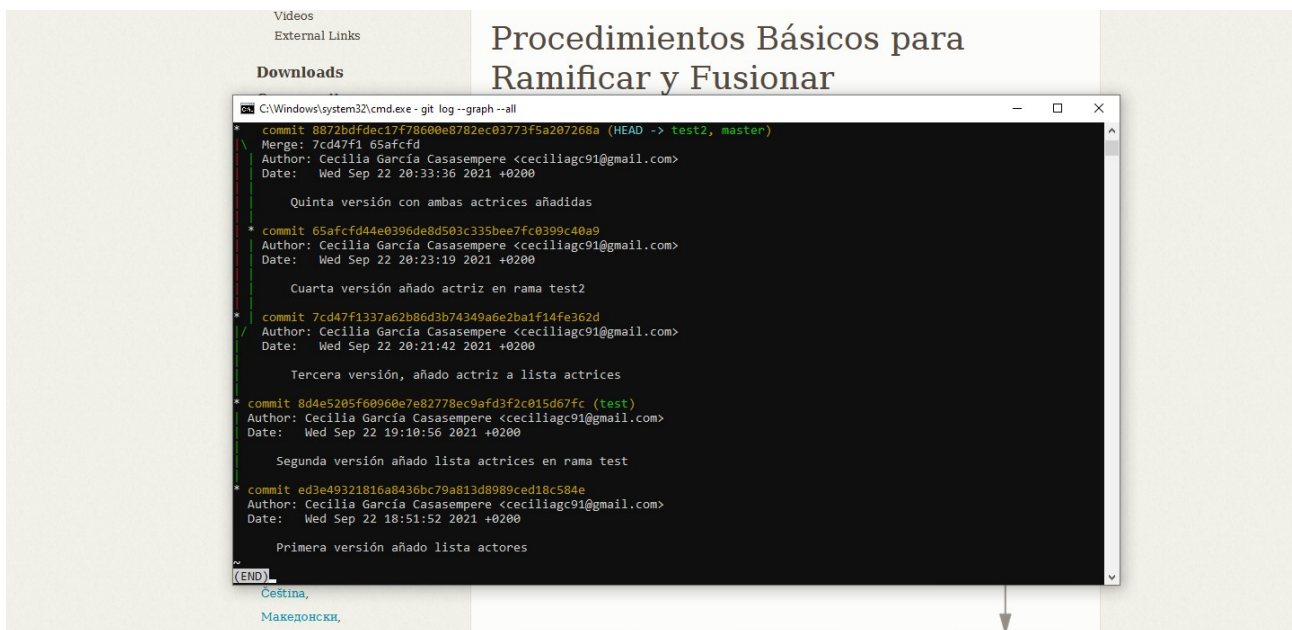 Videos
External Links
Downloads
Procedimientos Básicos para
Ramificar y Fusionar
C:\Windows\system32\cmd.exe - git log --graph --all
* commit 8872bdfdec17f78600e8782ec03773f5a207268a (HEAD -> test2, master)
|\ Merge: 7cd47f1 65afcfd
| | Author: Cecilia García Casasempere <ceciliagc91@gmail.com>
| | Date: Wed Sep 22 20:33:36 2021 +0200
| | Quinta versión con ambas actrices añadidas
| * commit 65afcfd44e0396de8d503c335bee7fc0399c40a9
| | Author: Cecilia García Casasempere <ceciliagc91@gmail.com>
| | Date: Wed Sep 22 20:23:19 2021 +0200
| | Cuarta versión añado actriz en rama test2
* | commit 7cd47f1337a62b86d3b74349a6e2ba1f14fe362d
|/ Author: Cecilia García Casasempere <ceciliagc91@gmail.com>
| Date: Wed Sep 22 20:21:42 2021 +0200
| Tercera versión, añado actriz a lista actrices
* commit 8d4e5205f60960e7e82778ec9afd3f2c015d67fc (test)
| Author: Cecilia García Casasempere <ceciliagc91@gmail.com>
| Date: Wed Sep 22 19:10:56 2021 +0200
| Segunda versión añado lista actrices en rama test
* commit ed3e49321816a8436bc79a813d8989ced18c584e
Author: Cecilia García Casasempere <ceciliagc91@gmail.com>
Date: Wed Sep 22 18:51:52 2021 +0200
Primera versión añado lista actores
~
(END)
Čeština,
Македонски,